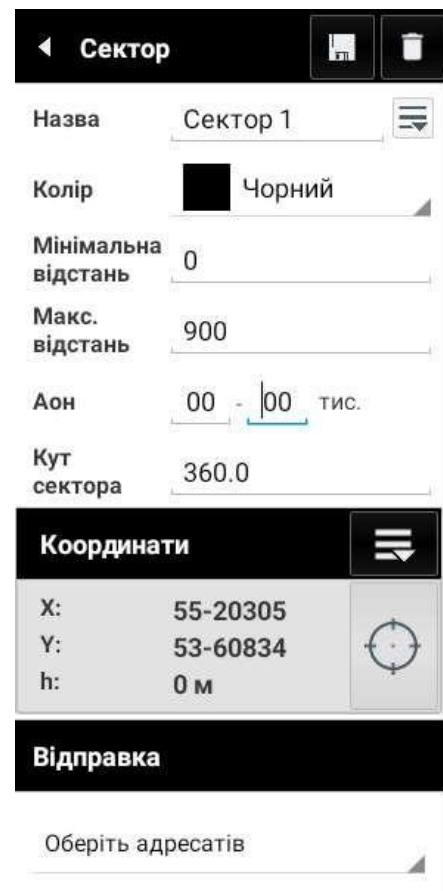 Сектор
Назва Сектор 1
Колір Чорний
Мінімальна
відстань 0
Макс.
відстань 900
Аон 00 - 00 тис.
Кут
сектора 360.0
Координати
X: 55-20305
Y: 53-60834
h: 0 м
Відправка
Оберіть адресатів